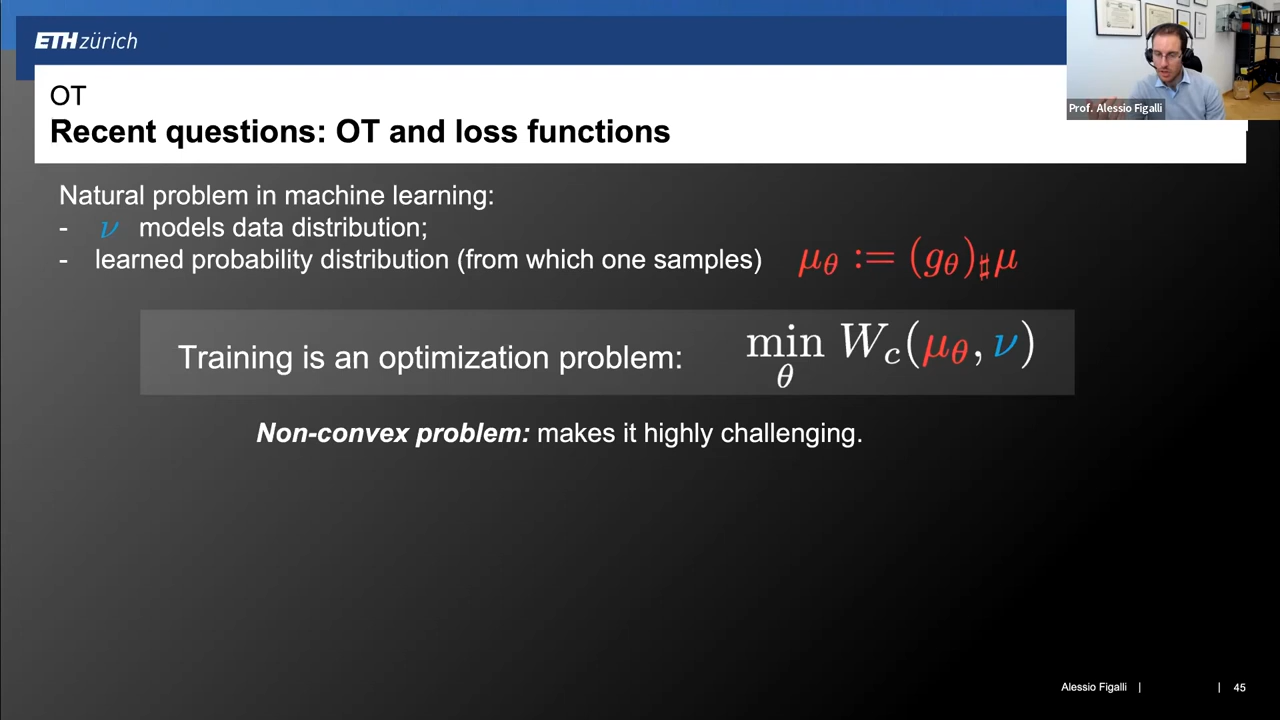 ETH zürich
Prof. Alessio Figalli
OT
Recent questions: OT and loss functions
Natural problem in machine learning:
- ν models data distribution;
- learned probability distribution (from which one samples) μ_θ := (g_θ)_♯ μ
Training is an optimization problem: min_θ W_c(μ_θ, ν)
Non-convex problem: makes it highly challenging.
Alessio Figalli | | 45